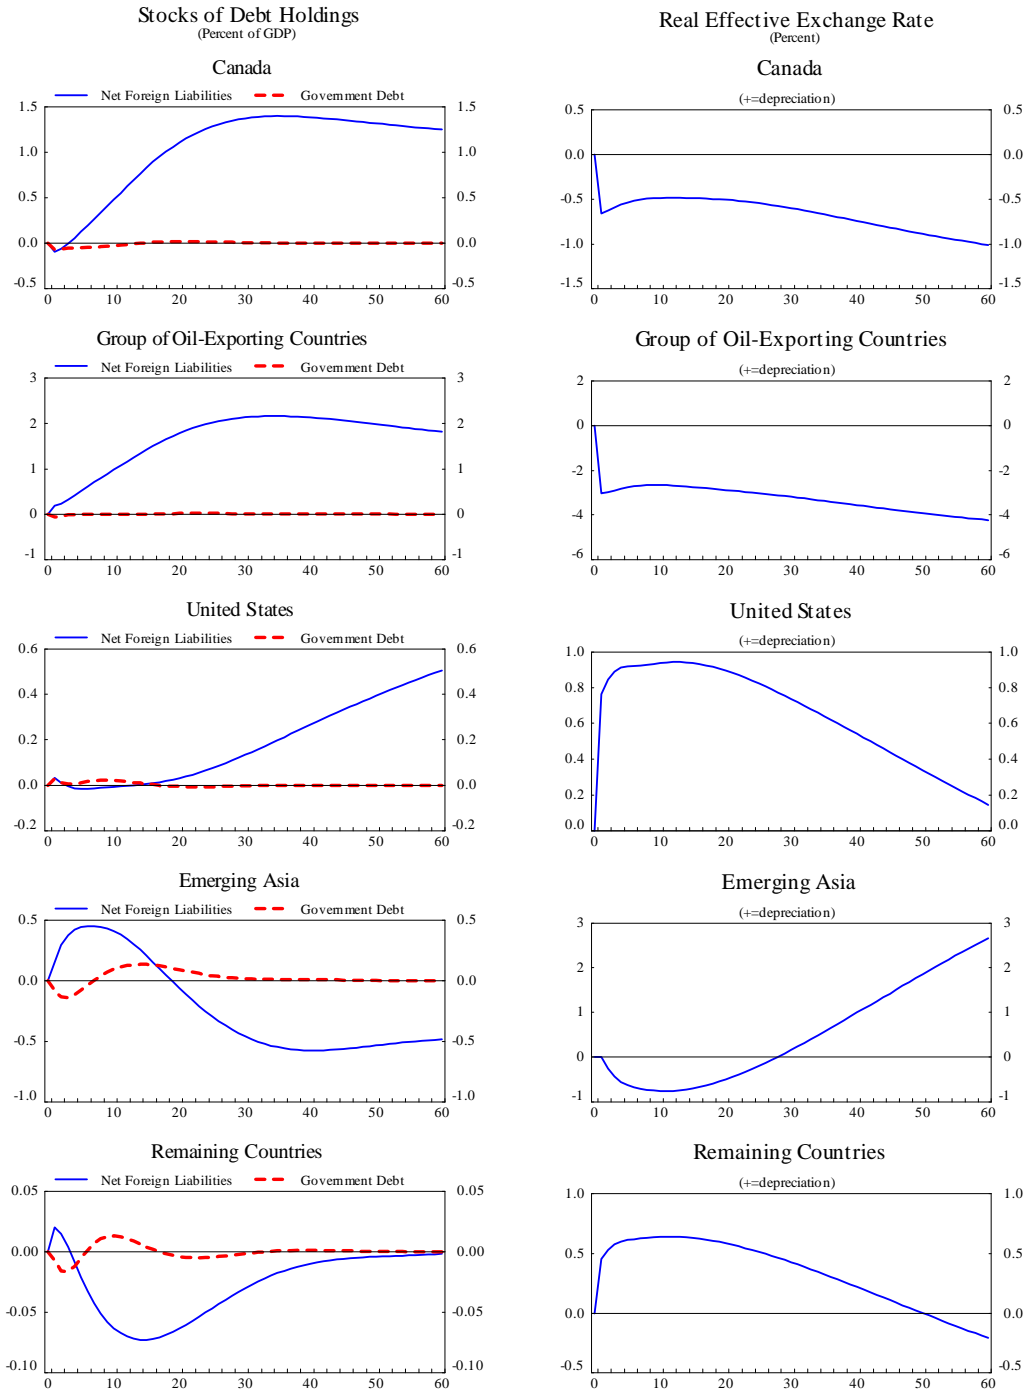 Stocks of Debt Holdings
(Percent of GDP)
Canada
Net Foreign Liabilities Government Debt
1.5 1.5
1.0 1.0
0.5 0.5
0.0 0.0
-0.5 -0.5
0 10 20 30 40 50 60
Group of Oil-Exporting Countries
Net Foreign Liabilities Government Debt
3 3
2 2
1 1
0 0
-1 -1
0 10 20 30 40 50 60
United States
Net Foreign Liabilities Government Debt
0.6 0.6
0.4 0.4
0.2 0.2
0.0 0.0
-0.2 -0.2
0 10 20 30 40 50 60
Emerging Asia
Net Foreign Liabilities Government Debt
0.5 0.5
0.0 0.0
-0.5 -0.5
-1.0 -1.0
0 10 20 30 40 50 60
Remaining Countries
Net Foreign Liabilities Government Debt
0.05 0.05
0.00 0.00
-0.05 -0.05
-0.10 -0.10
0 10 20 30 40 50 60
Real Effective Exchange Rate
(Percent)
Canada
(+=depreciation)
0.5 0.5
0.0 0.0
-0.5 -0.5
-1.0 -1.0
-1.5 -1.5
0 10 20 30 40 50 60
Group of Oil-Exporting Countries
(+=depreciation)
2 2
0 0
-2 -2
-4 -4
-6 -6
0 10 20 30 40 50 60
United States
(+=depreciation)
1.0 1.0
0.8 0.8
0.6 0.6
0.4 0.4
0.2 0.2
0.0 0.0
0 10 20 30 40 50 60
Emerging Asia
(+=depreciation)
3 3
2 2
1 1
0 0
-1 -1
0 10 20 30 40 50 60
Remaining Countries
(+=depreciation)
1.0 1.0
0.5 0.5
0.0 0.0
-0.5 -0.5
0 10 20 30 40 50 60